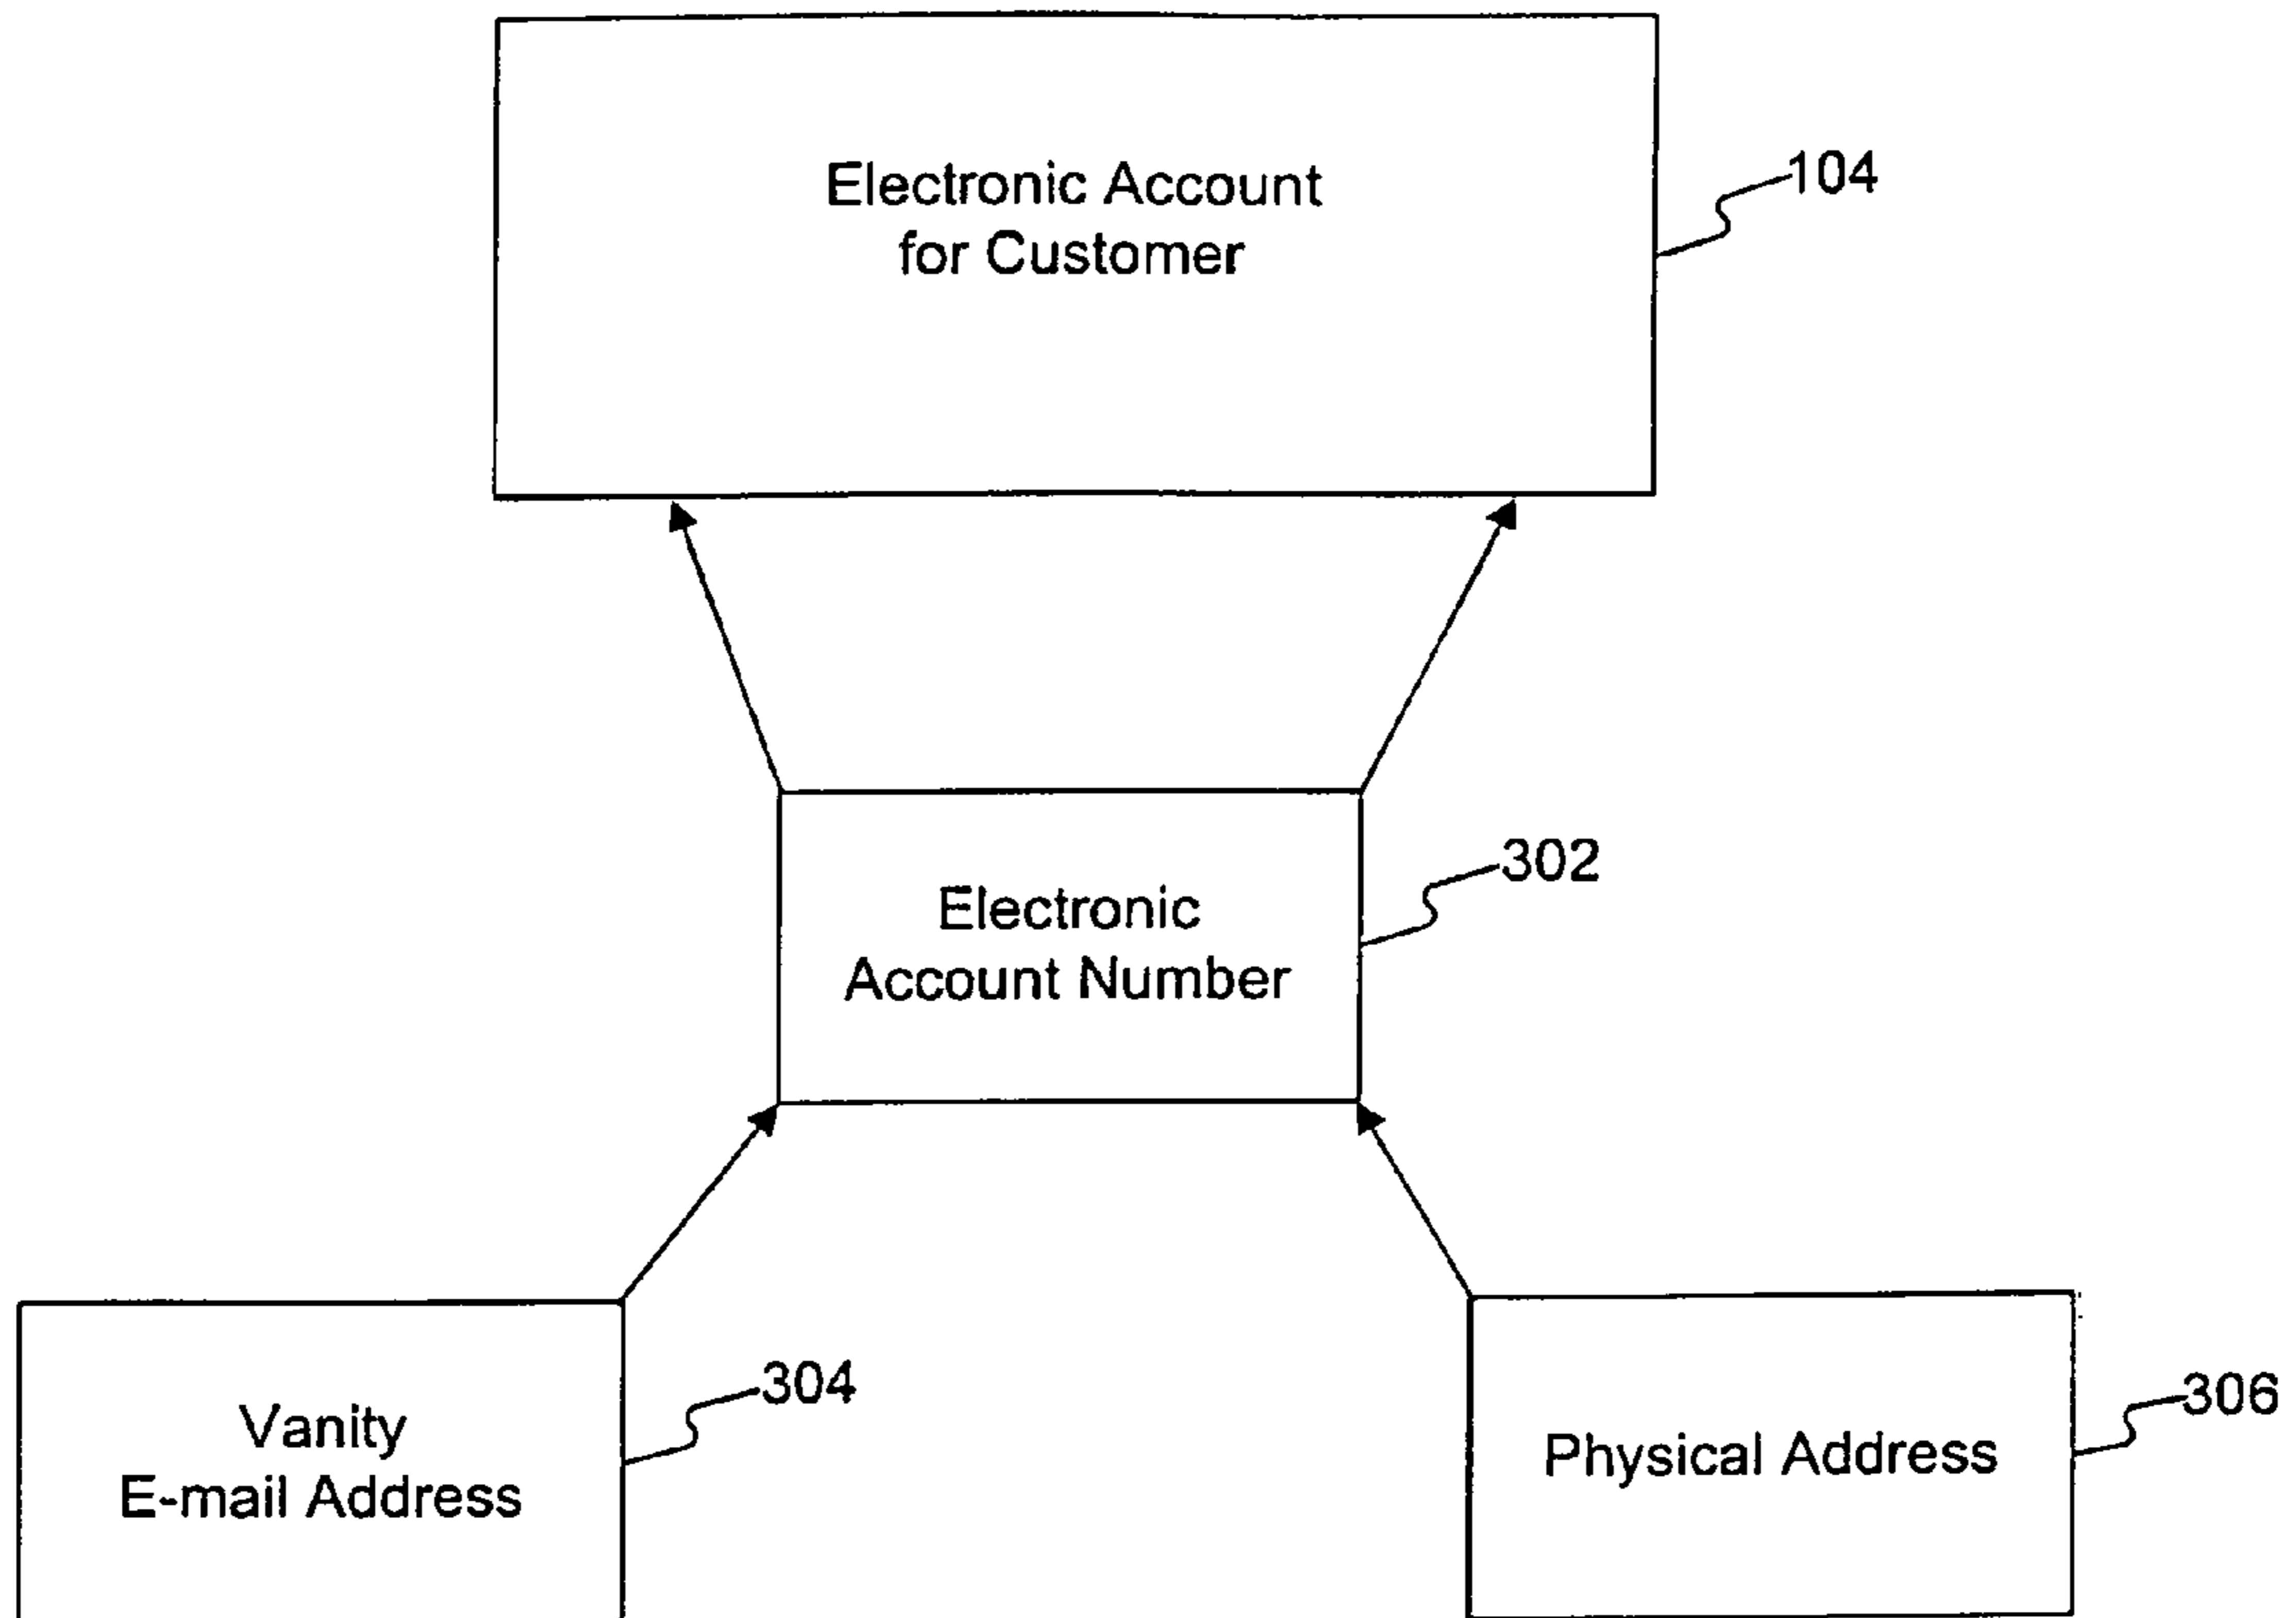 Electronic Account
for Customer
104
Electronic
Account Number
302
Vanity
E-mail Address
304
Physical Address
306